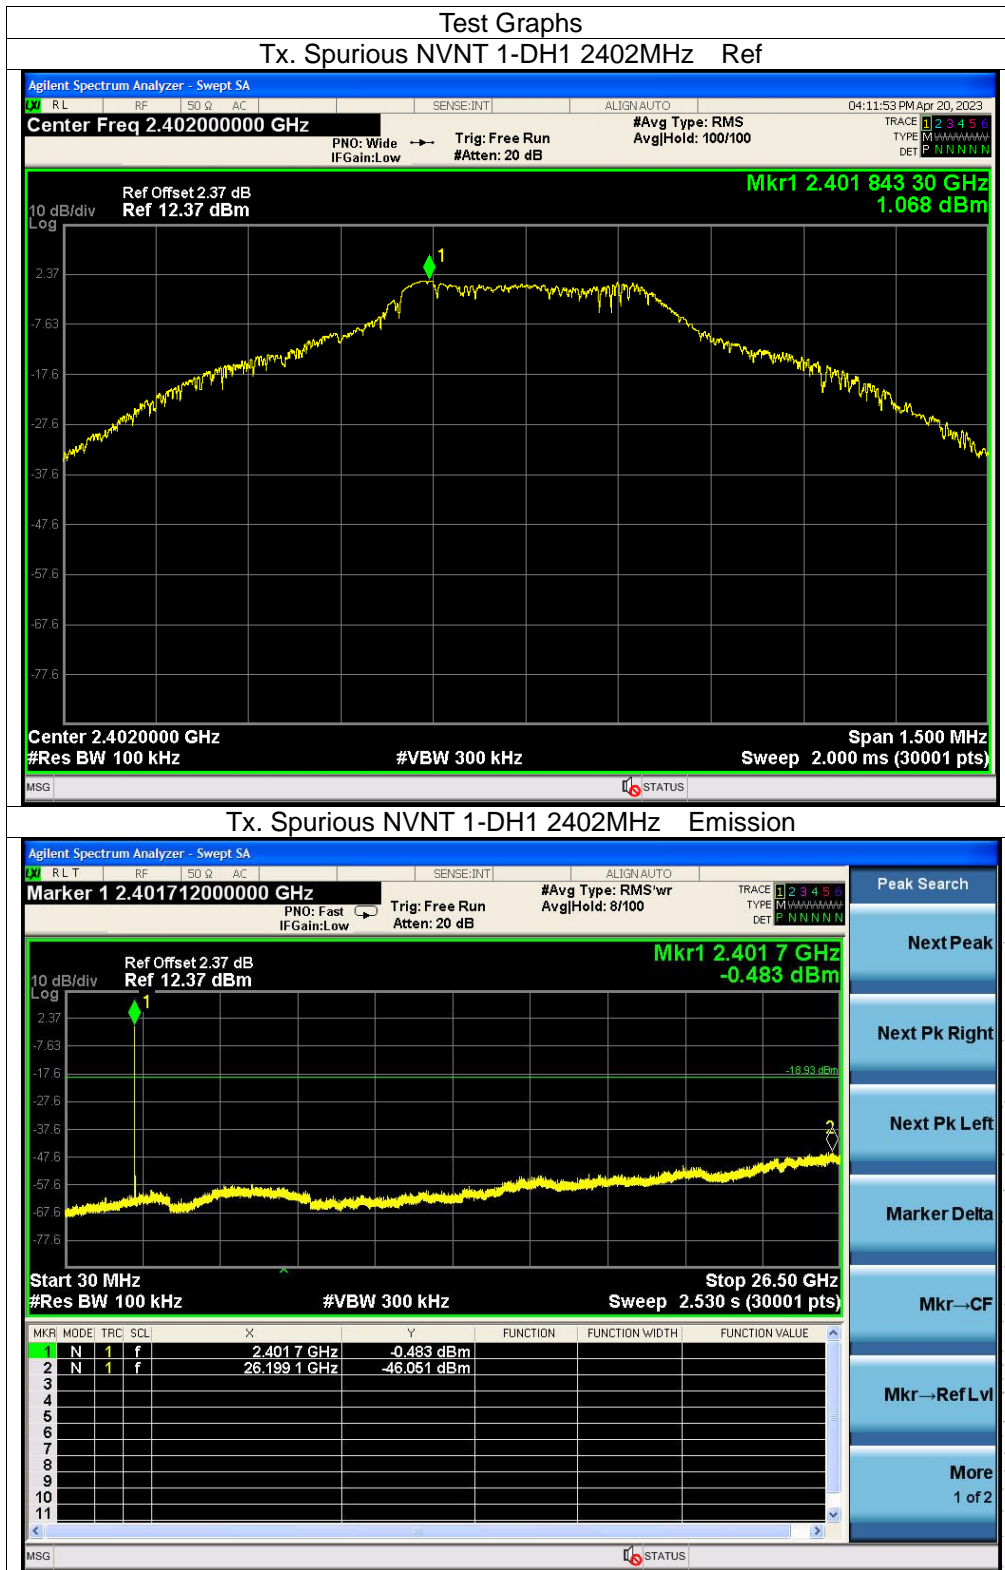 Test Graphs
Tx. Spurious NVNT 1-DH1 2402MHz Ref
Agilent Spectrum Analyzer - Swept SA
LXI RL RF 50 Ω AC SENSE:INT ALIGN AUTO 04:11:53 PM Apr 20, 2023
Center Freq 2.402000000 GHz #Avg Type: RMS TRACE 1 2 3 4 5 6
PNO: Wide Trig: Free Run Avg|Hold: 100/100 TYPE M WWWWW
IFGain:Low #Atten: 20 dB DET P N N N N N
Mkr1 2.401 843 30 GHz
Ref Offset 2.37 dB 1.068 dBm
10 dB/div Ref 12.37 dBm
Log
1
2.37
-7.63
-17.6
-27.6
-37.6
-47.6
-57.6
-67.6
-77.6
Center 2.4020000 GHz Span 1.500 MHz
#Res BW 100 kHz #VBW 300 kHz Sweep 2.000 ms (30001 pts)
MSG STATUS
Tx. Spurious NVNT 1-DH1 2402MHz Emission
Agilent Spectrum Analyzer - Swept SA
LXI RL T RF 50 Ω AC SENSE:INT ALIGN AUTO
Marker 1 2.401712000000 GHz #Avg Type: RMS'wr TRACE 1 2 3 4 5 6
PNO: Fast Trig: Free Run Avg|Hold: 8/100 TYPE M WWWWW
IFGain:Low Atten: 20 dB DET P N N N N N
Mkr1 2.401 7 GHz
Ref Offset 2.37 dB -0.483 dBm
10 dB/div Ref 12.37 dBm
Log
1
2.37
-7.63
-17.6 -18.93 dBm
-27.6
-37.6 2
-47.6
-57.6
-67.6
-77.6
Start 30 MHz Stop 26.50 GHz
#Res BW 100 kHz #VBW 300 kHz Sweep 2.530 s (30001 pts)
MKR MODE TRC SCL X Y FUNCTION FUNCTION WIDTH FUNCTION VALUE
1 N 1 f 2.401 7 GHz -0.483 dBm
2 N 1 f 26.199 1 GHz -46.051 dBm
3
4
5
6
7
8
9
10
11
MSG STATUS
Peak Search
Next Peak
Next Pk Right
Next Pk Left
Marker Delta
Mkr→CF
Mkr→Ref Lvl
More
1 of 2